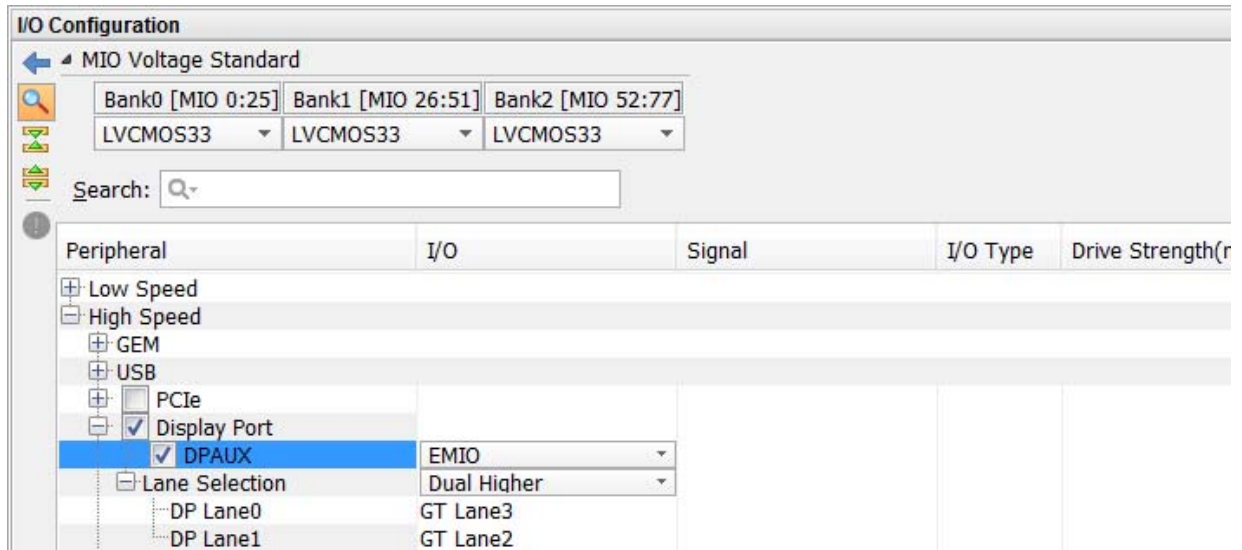 I/O Configuration
MIO Voltage Standard
Bank0 [MIO 0:25] Bank1 [MIO 26:51] Bank2 [MIO 52:77]
LVCMOS33 LVCMOS33 LVCMOS33
Search:
Peripheral I/O Signal I/O Type Drive Strength(r
Low Speed
High Speed
GEM
USB
PCIe
Display Port
DPAUX EMIO
Lane Selection Dual Higher
DP Lane0 GT Lane3
DP Lane1 GT Lane2